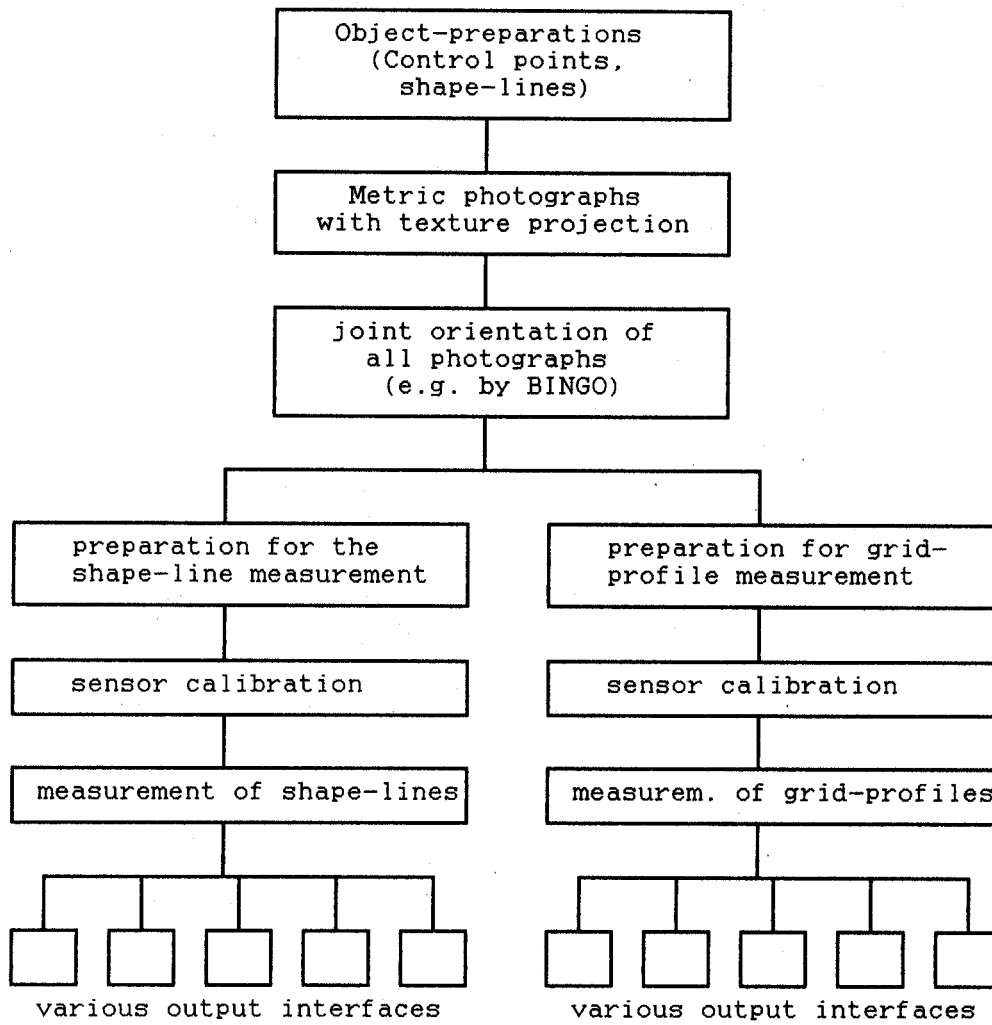 Object-preparations
(Control points,
shape-lines)
Metric photographs
with texture projection
joint orientation of
all photographs
(e.g. by BINGO)
preparation for the
shape-line measurement
sensor calibration
measurement of shape-lines
various output interfaces
preparation for grid-
profile measurement
sensor calibration
measurem. of grid-profiles
various output interfaces